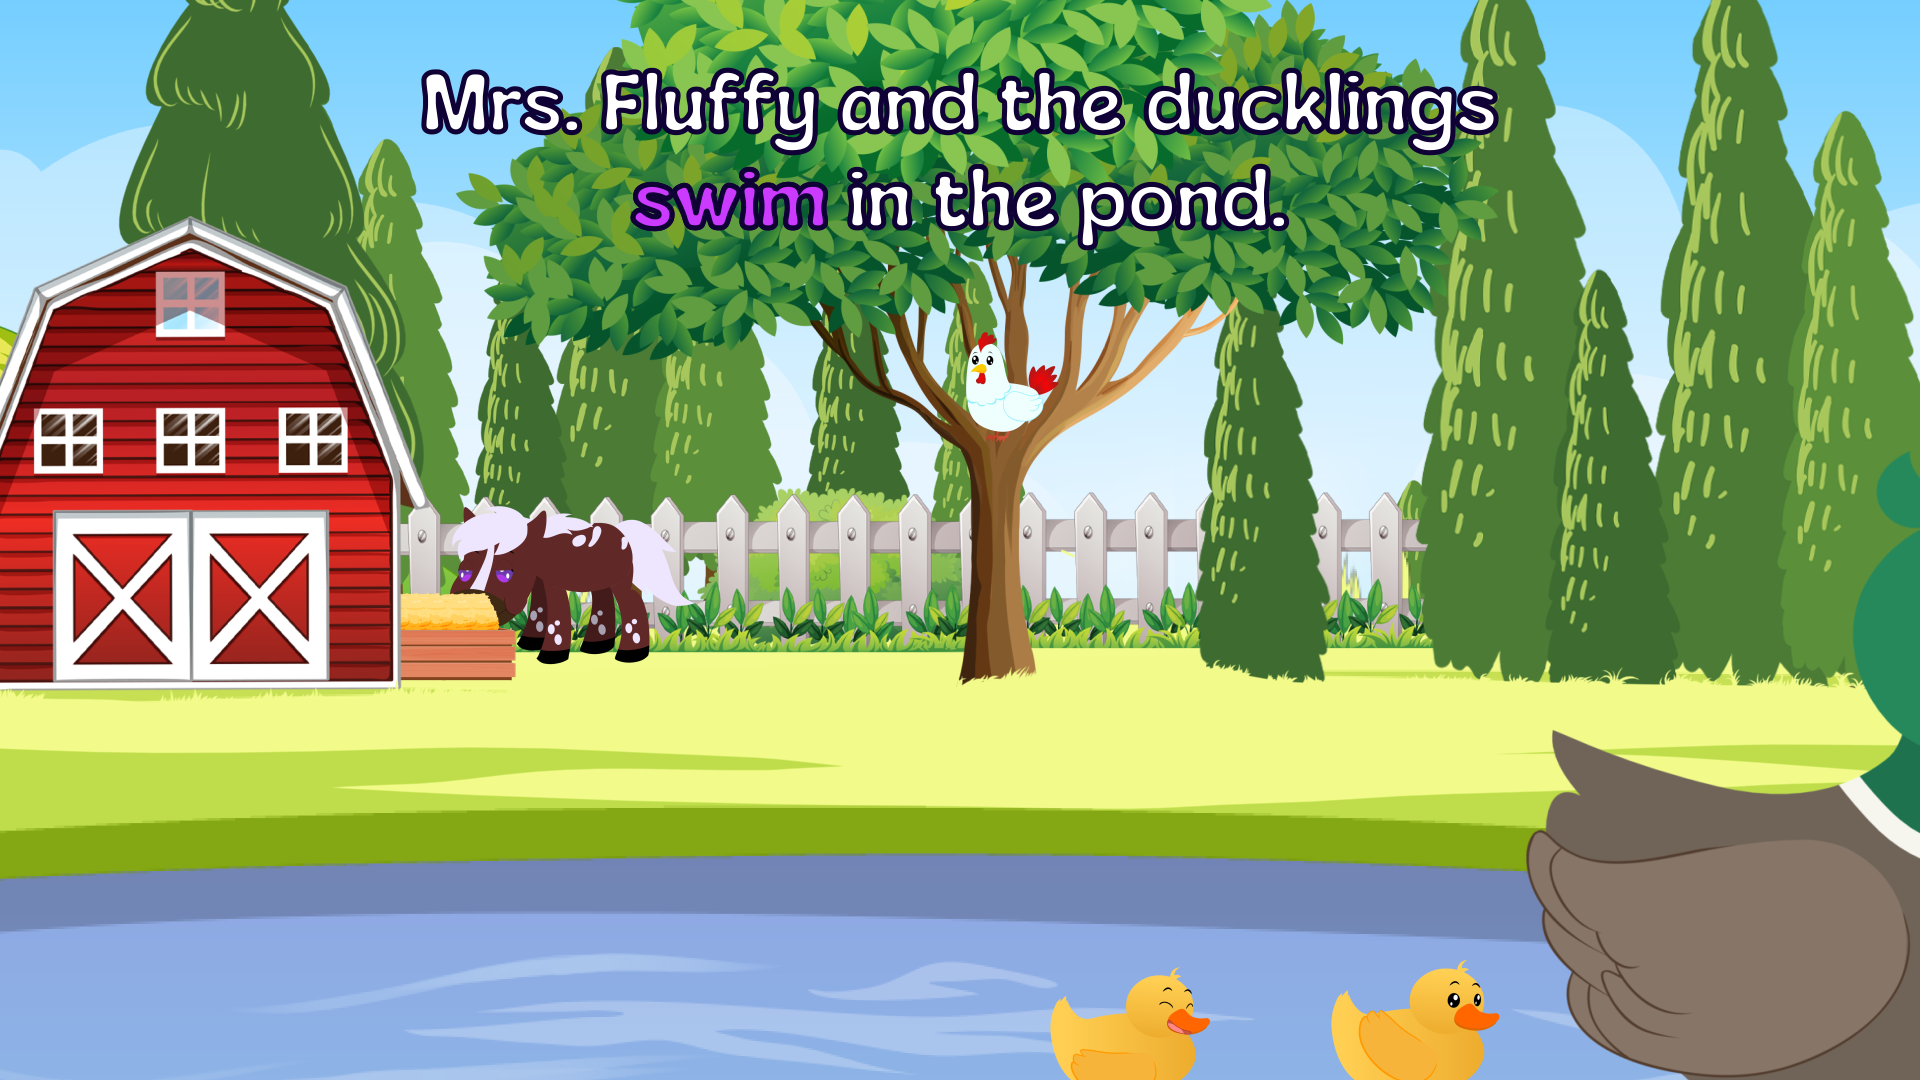 Mrs. Fluffy and the ducklings
swim in the pond.